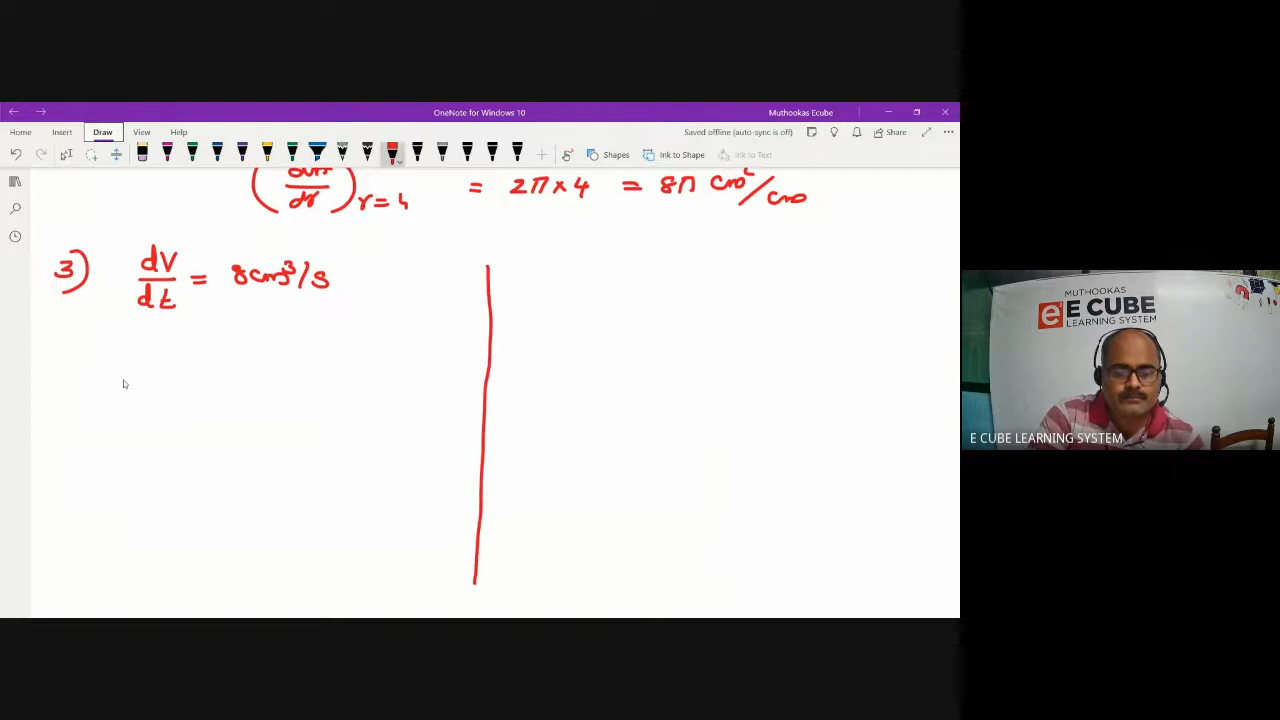 OneNote for Windows 10
Muthookas Ecube
Home Insert Draw View Help
Saved offline (auto-sync is off) Share
Shapes Ink to Shape Ink to Text
dr r=4 = 2π×4 = 8π cm²/cm
3) dV/dt = 8cm³/s
MUTHOOKAS
e E CUBE
LEARNING SYSTEM
E CUBE LEARNING SYSTEM